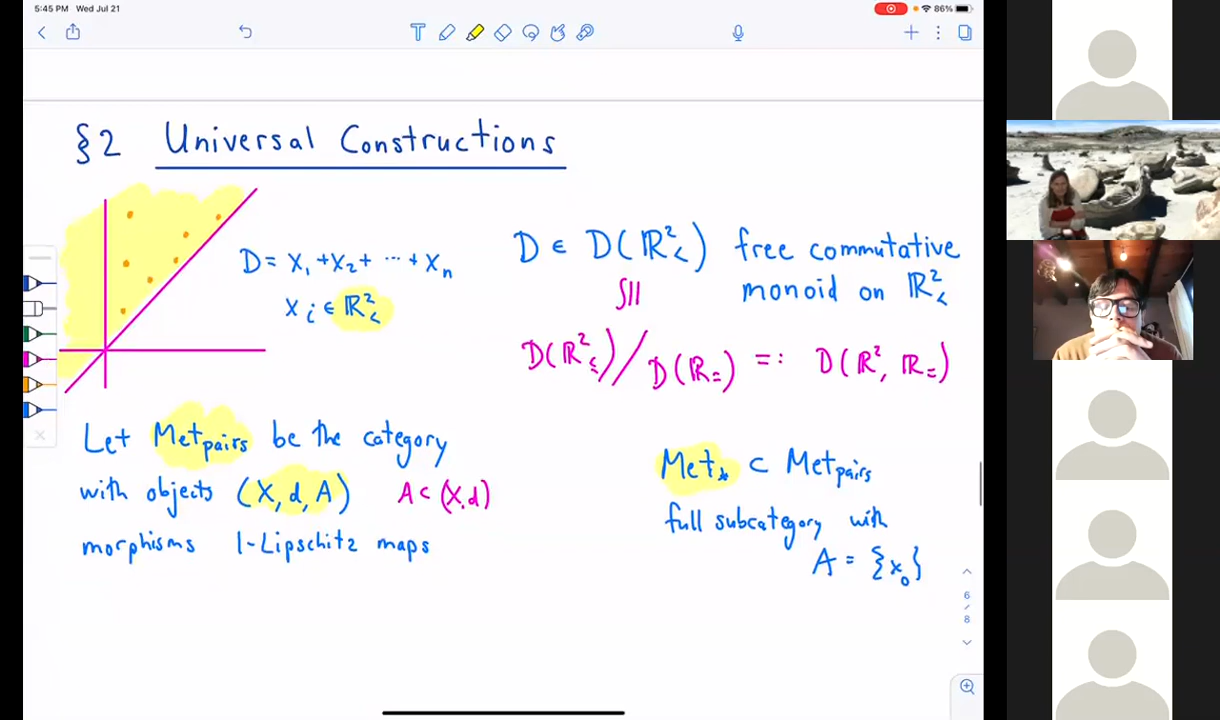 5:45 PM Wed Jul 21
86%
§2 Universal Constructions
D = x₁ + x₂ + ··· + xₙ
xᵢ ∈ ℝ²<
D ∈ D(ℝ²<) free commutative
monoid on ℝ²<
≅
D(ℝ²≤) / D(ℝ=) =: D(ℝ², ℝ=)
Let Metpairs be the category
with objects (X, d, A) A ⊂ (X, d)
morphisms 1-Lipschitz maps
Met* ⊂ Metpairs
full subcategory with
A = {x₀}
6
/
8